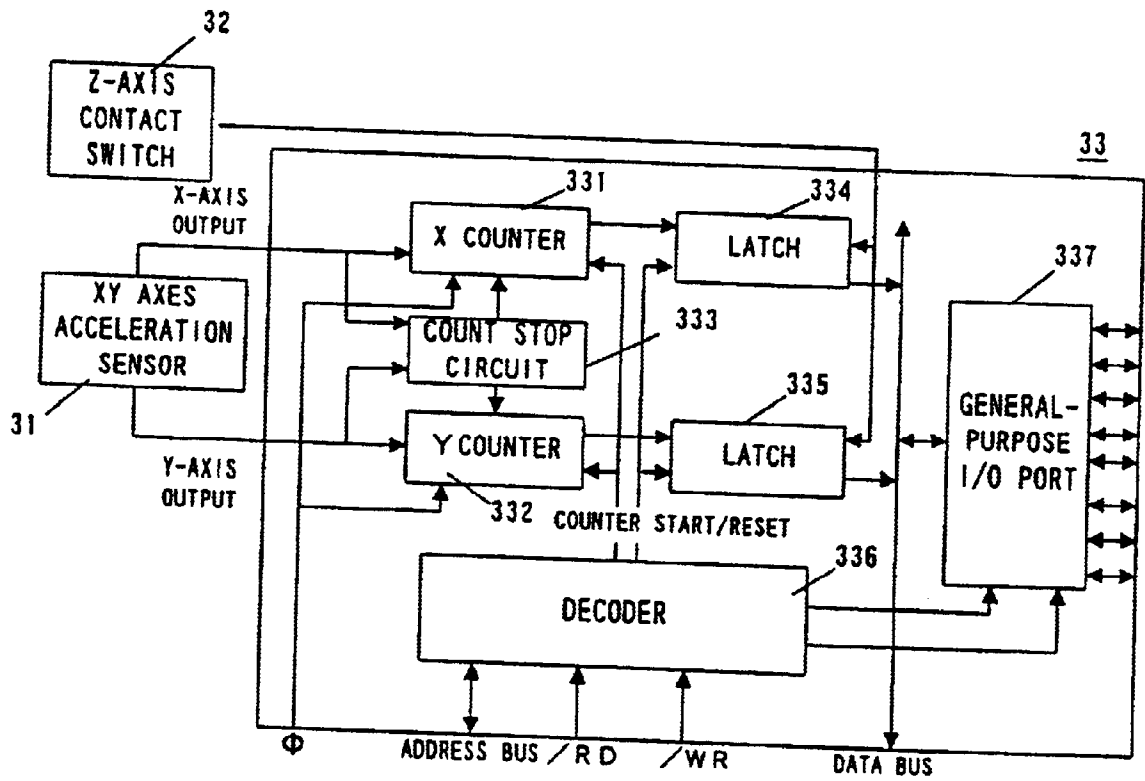 32
Z-AXIS
CONTACT
SWITCH
33
X-AXIS
OUTPUT
331
X COUNTER
334
LATCH
337
XY AXES
ACCELERATION
SENSOR
31
COUNT STOP
CIRCUIT
333
335
GENERAL-
PURPOSE
I/O PORT
Y COUNTER
LATCH
Y-AXIS
OUTPUT
332
COUNTER START/RESET
336
DECODER
Φ
ADDRESS BUS
/RD
/WR
DATA BUS